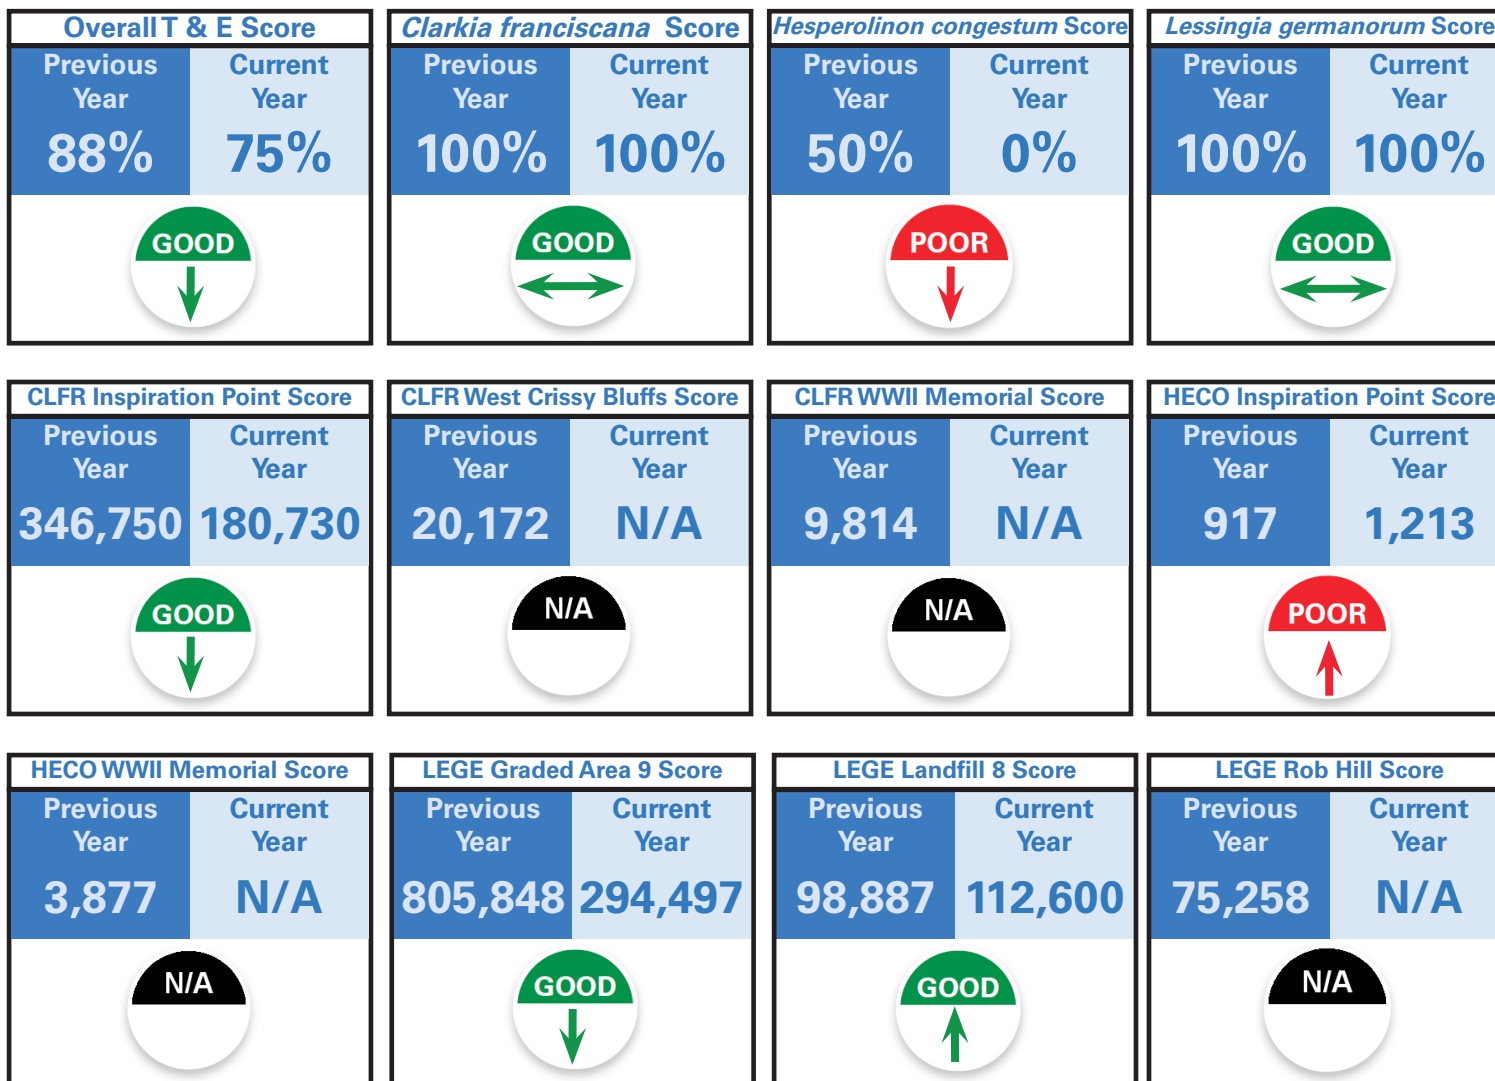 Overall T & E Score
Previous Year
Current Year
88%
75%
GOOD
Clarkia franciscana Score
Previous Year
Current Year
100%
100%
GOOD
Hesperolinon congestum Score
Previous Year
Current Year
50%
0%
POOR
Lessingia germanorum Score
Previous Year
Current Year
100%
100%
GOOD
CLFR Inspiration Point Score
Previous Year
Current Year
346,750
180,730
GOOD
CLFR West Crissy Bluffs Score
Previous Year
Current Year
20,172
N/A
N/A
CLFR WWII Memorial Score
Previous Year
Current Year
9,814
N/A
N/A
HECO Inspiration Point Score
Previous Year
Current Year
917
1,213
POOR
HECO WWII Memorial Score
Previous Year
Current Year
3,877
N/A
N/A
LEGE Graded Area 9 Score
Previous Year
Current Year
805,848
294,497
GOOD
LEGE Landfill 8 Score
Previous Year
Current Year
98,887
112,600
GOOD
LEGE Rob Hill Score
Previous Year
Current Year
75,258
N/A
N/A